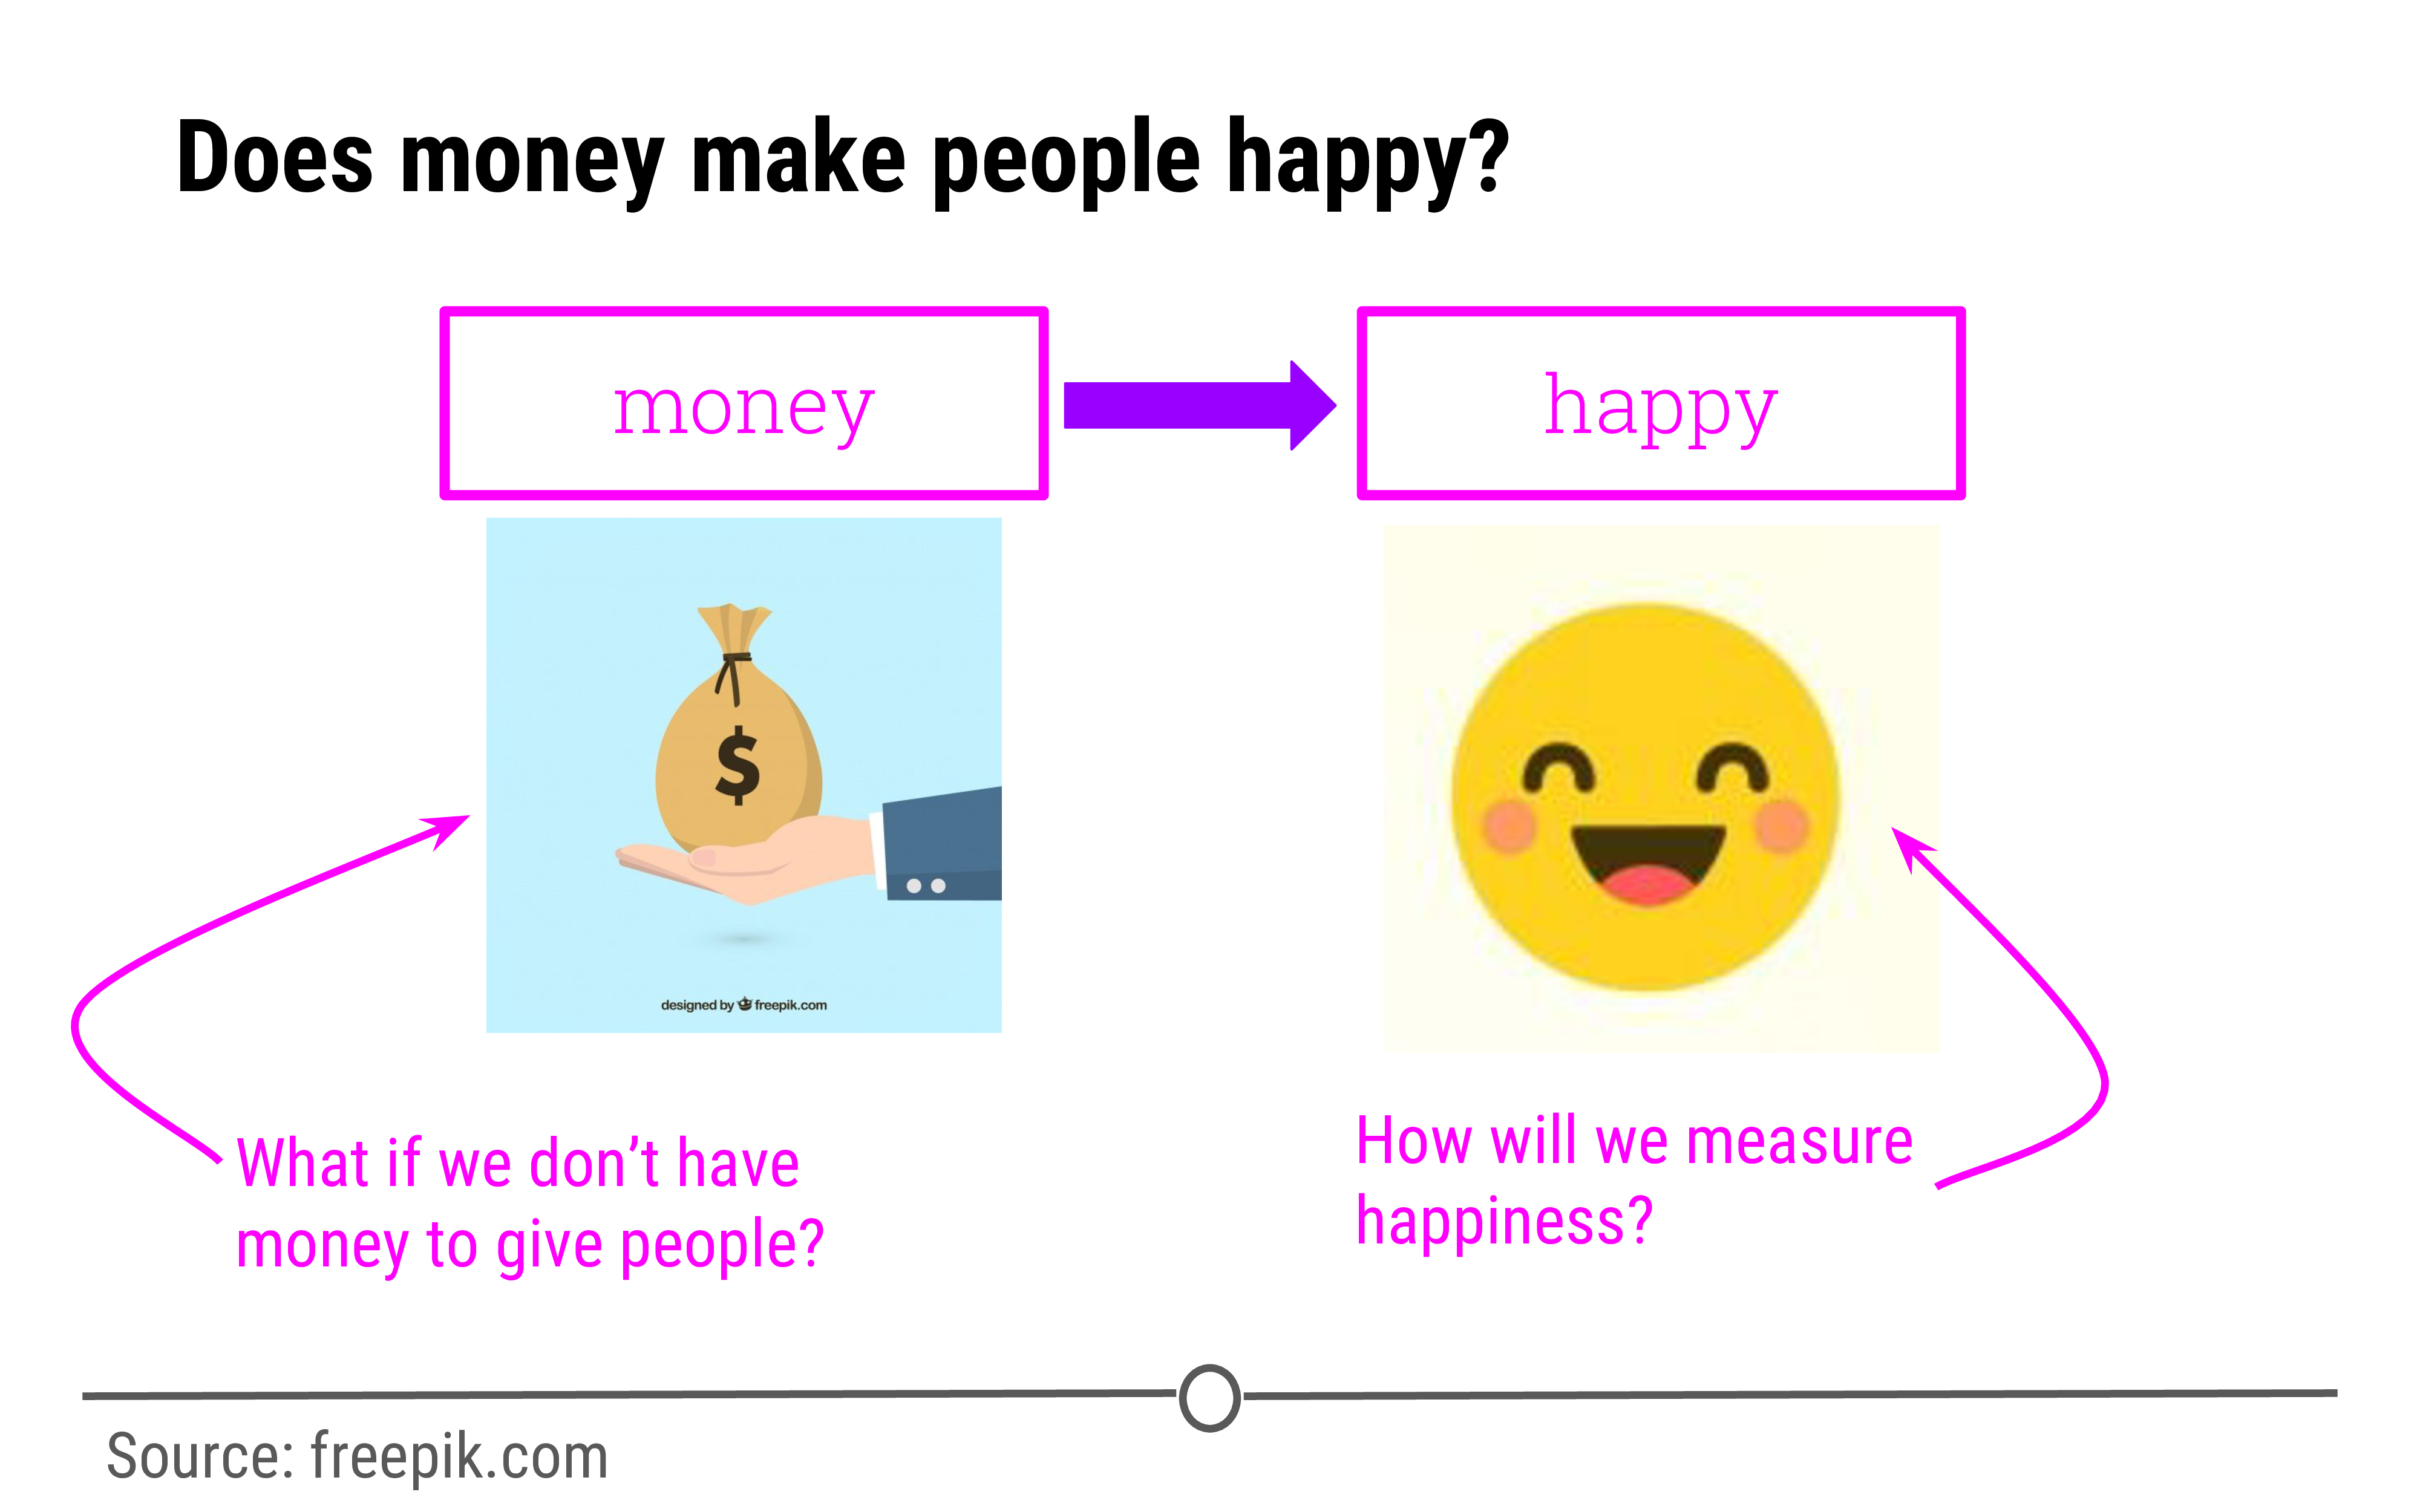 Does money make people happy?
money
happy
$
designed by freepik.com
What if we don’t have
money to give people?
How will we measure
happiness?
Source: freepik.com